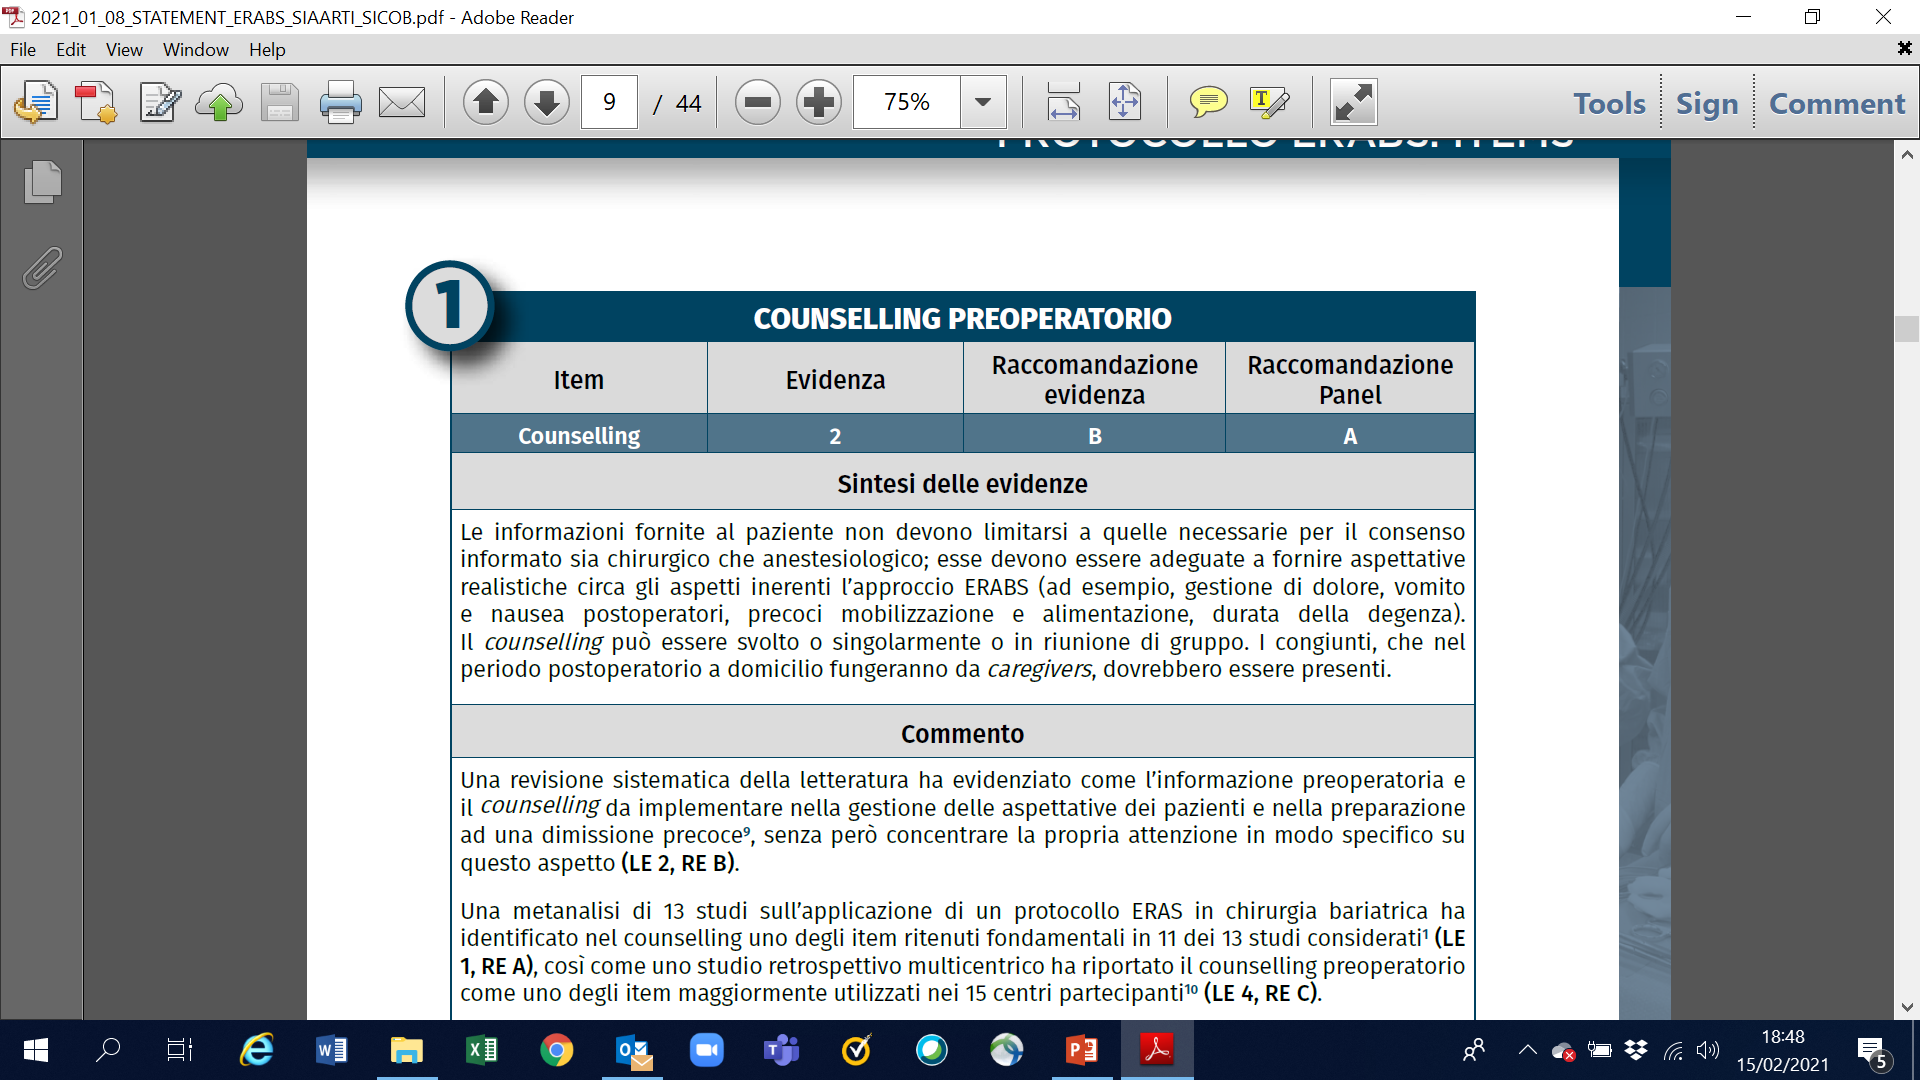 2021_01_08_STATEMENT_ERABS_SIAARTI_SICOB.pdf - Adobe Reader
File Edit View Window Help
9 / 44 75% Tools Sign Comment
PROTOCOLLO ERABS: ITEMS
1
COUNSELLING PREOPERATORIO
Item Evidenza Raccomandazione evidenza Raccomandazione Panel
Counselling 2 B A
Sintesi delle evidenze
Le informazioni fornite al paziente non devono limitarsi a quelle necessarie per il consenso
informato sia chirurgico che anestesiologico; esse devono essere adeguate a fornire aspettative
realistiche circa gli aspetti inerenti l’approccio ERABS (ad esempio, gestione di dolore, vomito
e nausea postoperatori, precoci mobilizzazione e alimentazione, durata della degenza).
Il counselling può essere svolto o singolarmente o in riunione di gruppo. I congiunti, che nel
periodo postoperatorio a domicilio fungeranno da caregivers, dovrebbero essere presenti.
Commento
Una revisione sistematica della letteratura ha evidenziato come l’informazione preoperatoria e
il counselling da implementare nella gestione delle aspettative dei pazienti e nella preparazione
ad una dimissione precoce⁹, senza però concentrare la propria attenzione in modo specifico su
questo aspetto (LE 2, RE B).
Una metanalisi di 13 studi sull’applicazione di un protocollo ERAS in chirurgia bariatrica ha
identificato nel counselling uno degli item ritenuti fondamentali in 11 dei 13 studi considerati¹ (LE
1, RE A), così come uno studio retrospettivo multicentrico ha riportato il counselling preoperatorio
come uno degli item maggiormente utilizzati nei 15 centri partecipanti¹⁰ (LE 4, RE C).
18:48
15/02/2021
5